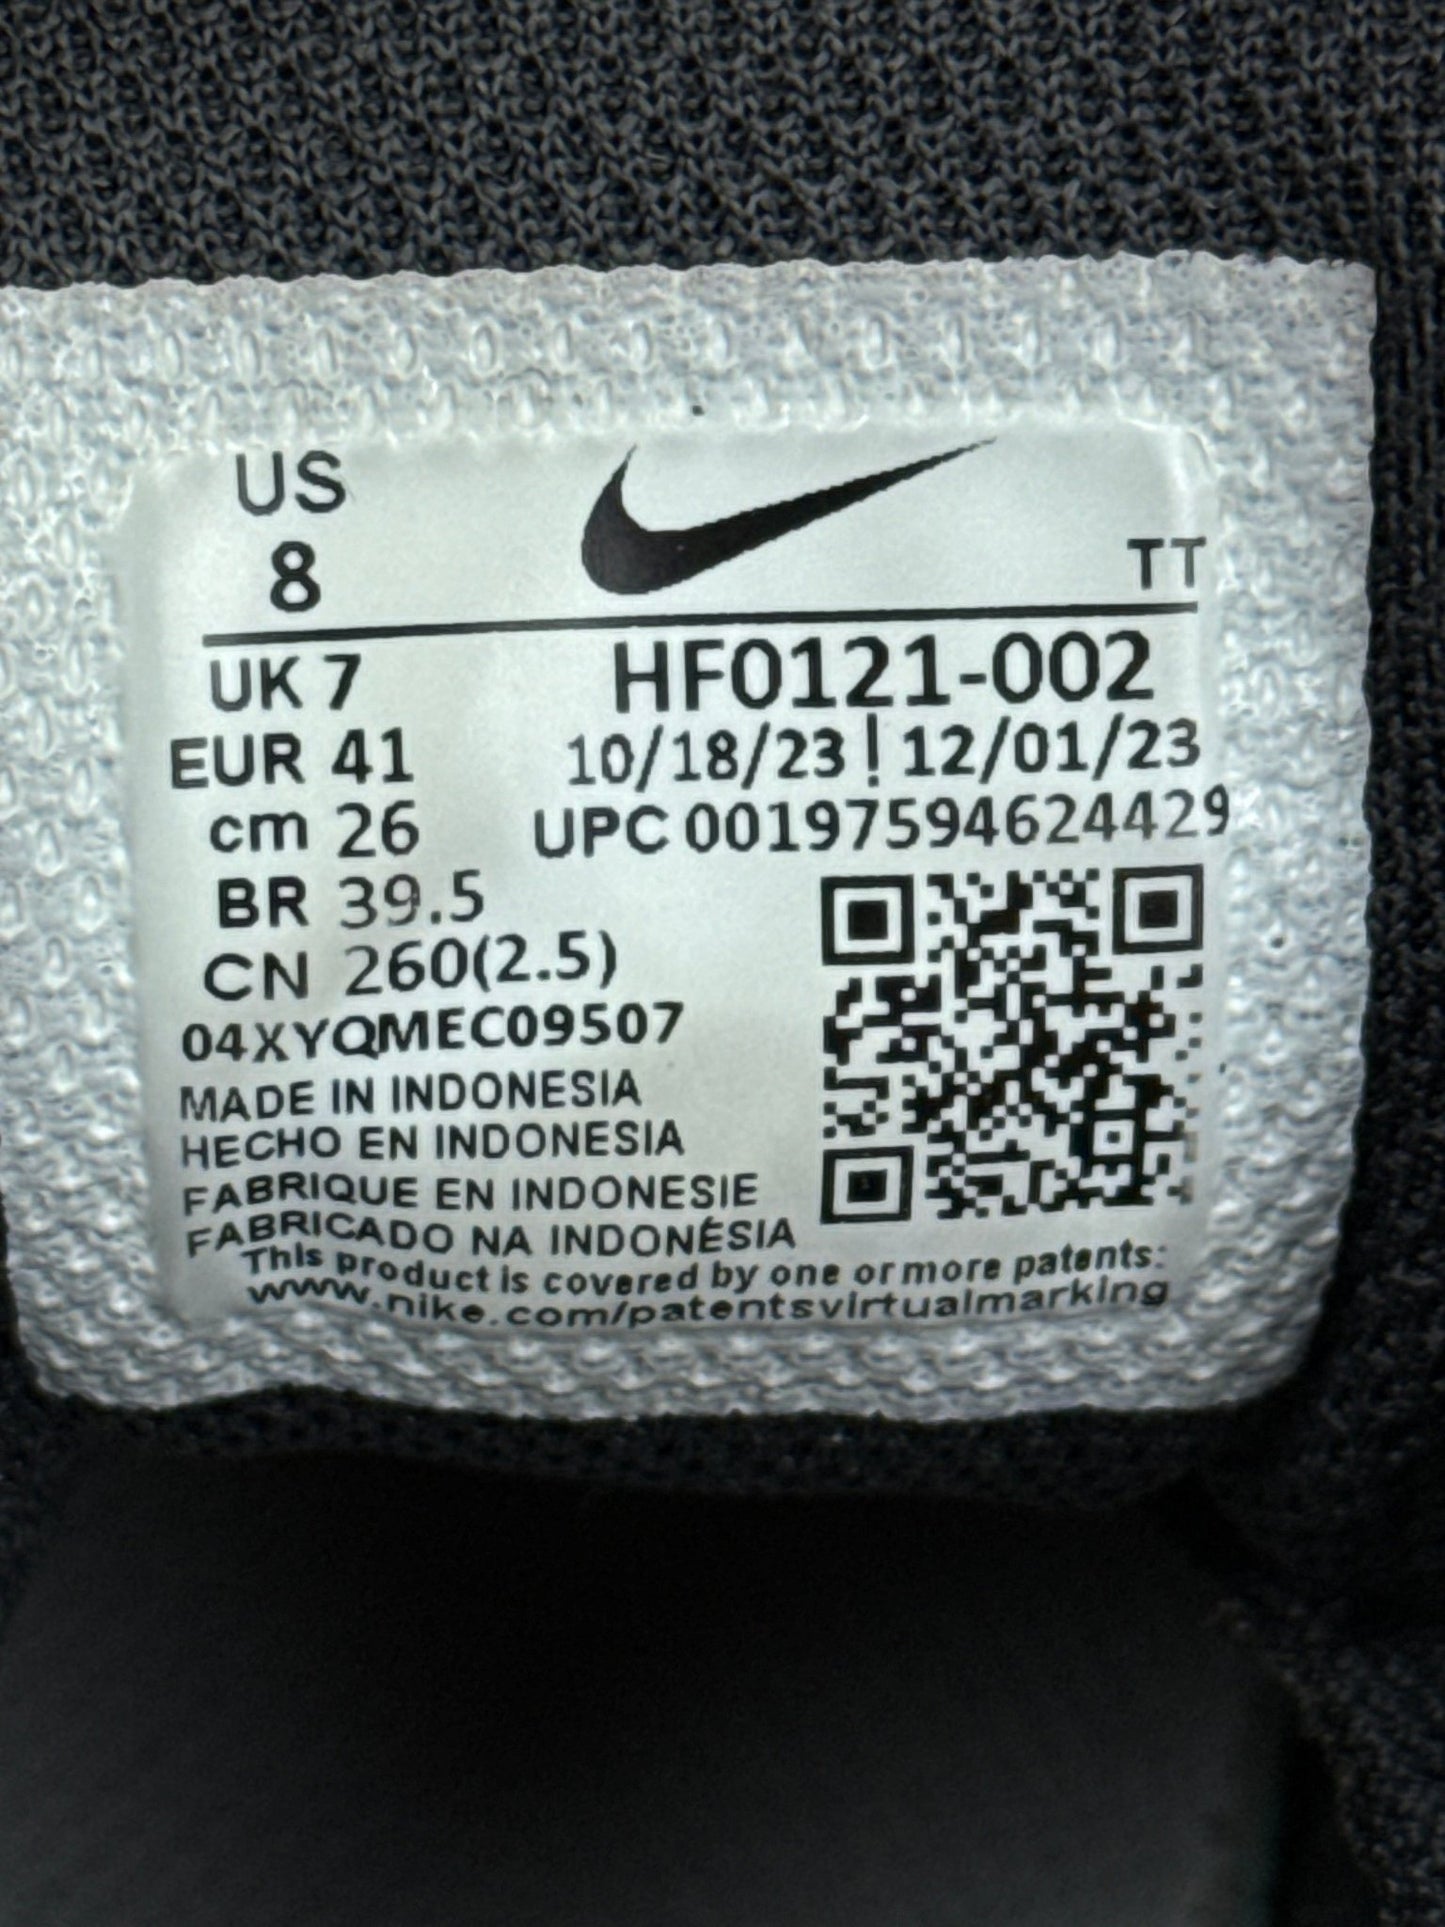 US
8
TT
UK 7
HF0121-002
EUR 41
10/18/23 ! 12/01/23
cm 26
UPC 00197594624429
BR 39.5
CN 260(2.5)
04XYQMEC09507
MADE IN INDONESIA
HECHO EN INDONESIA
FABRIQUE EN INDONESIE
FABRICADO NA INDONÉSIA
This product is covered by one or more patents:
www.nike.com/patentsvirtualmarking